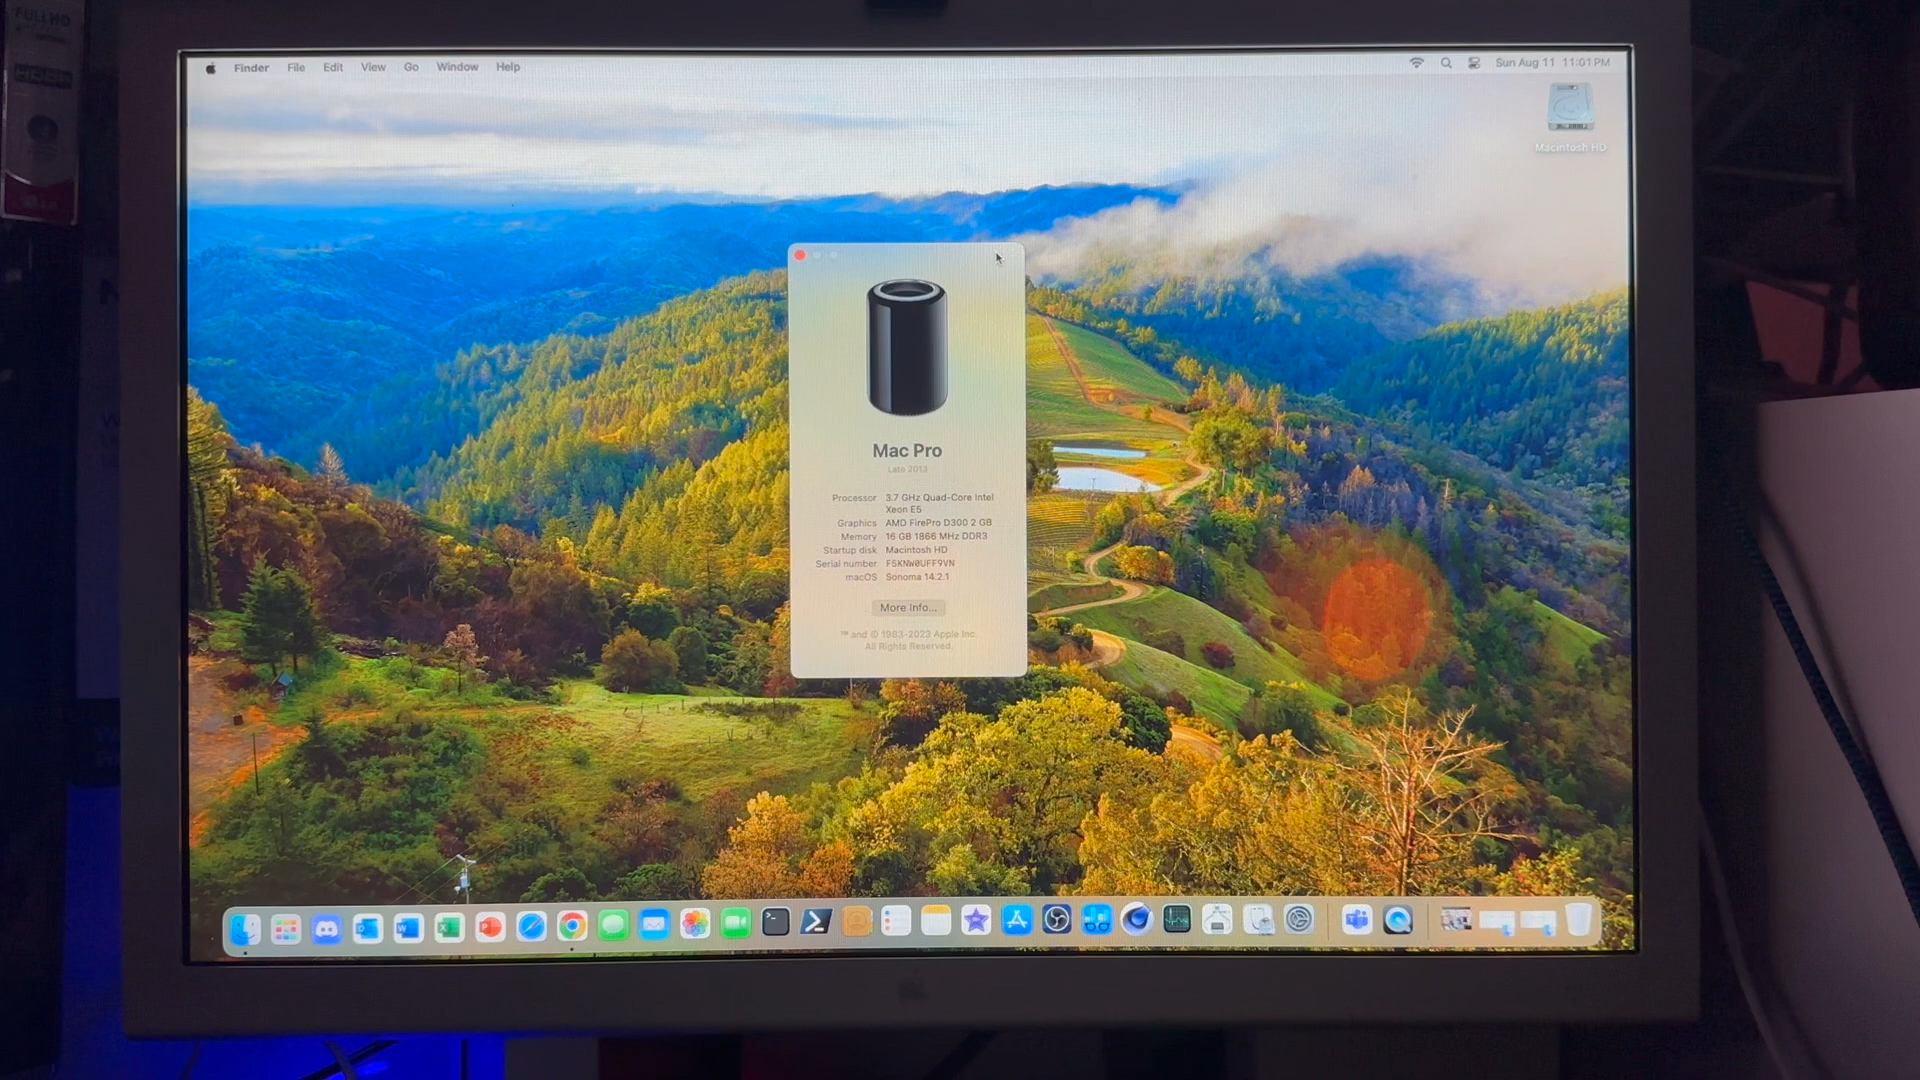 FULL HD
Finder File Edit View Go Window Help
Sun Aug 11 11:01 PM
Macintosh HD
Mac Pro
Late 2013
Processor 3.7 GHz Quad-Core Intel
Xeon E5
Graphics AMD FirePro D300 2 GB
Memory 16 GB 1866 MHz DDR3
Startup disk Macintosh HD
Serial number F5KNW0UFF9VN
macOS Sonoma 14.2.1
More Info...
™ and © 1983-2023 Apple Inc.
All Rights Reserved.